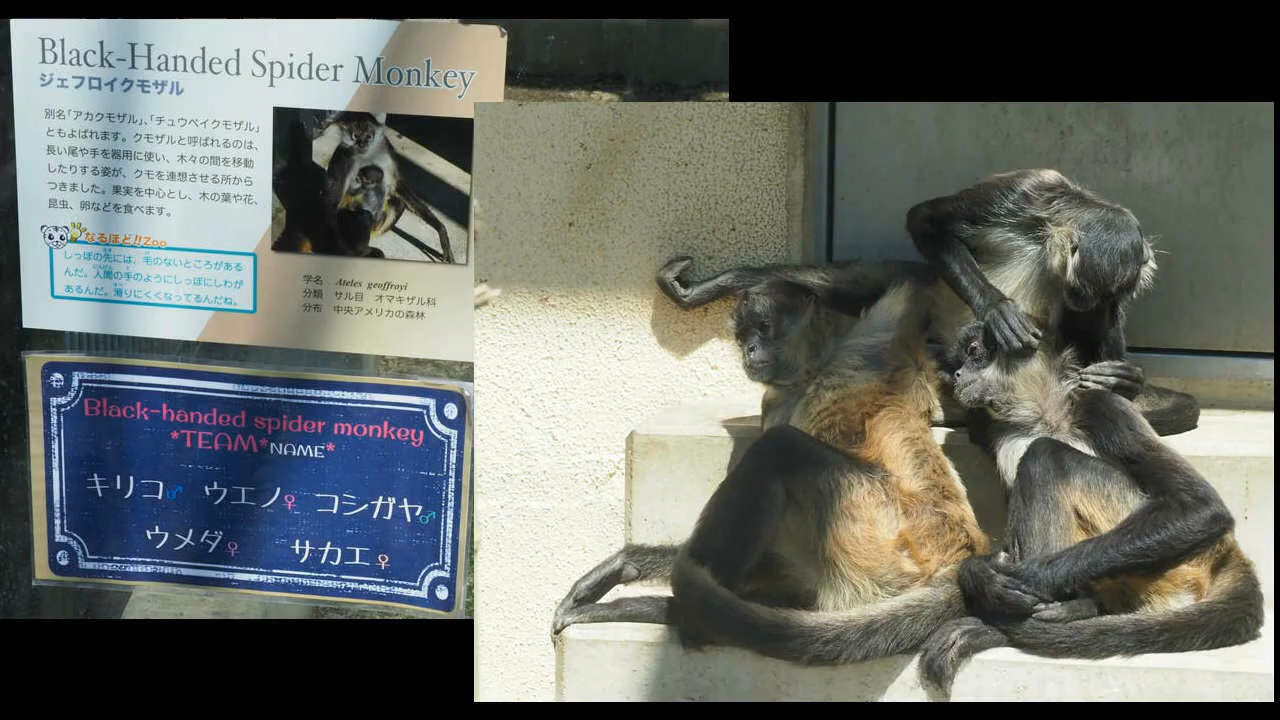 Black-Handed Spider Monkey
ジェフロイクモザル
別名「アカクモザル」、「チュウベイクモザル」
ともよばれます。クモザルと呼ばれるのは、
長い尾や手を器用に使い、木々の間を移動
したりする姿が、クモを連想させる所から
つきました。果実を中心とし、木の葉や花、
昆虫、卵などを食べます。
なるほど!!Zoo
しっぽの先には、毛のないところがある
んだ。人間の手のようにしっぽにしわが
あるんだ。滑りにくくなってるんだね。
学名 Ateles geoffroyi
分類 サル目 オマキザル科
分布 中央アメリカの森林
Black-handed spider monkey
*TEAM*NAME*
キリコ♂ ウエノ♀ コシガヤ♂
ウメダ♀ サカエ♀